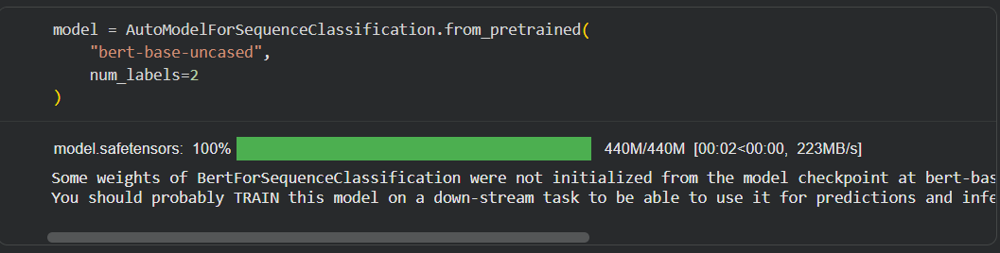 model = AutoModelForSequenceClassification.from_pretrained(
"bert-base-uncased",
num_labels=2
)
model.safetensors: 100% 440M/440M [00:02<00:00, 223MB/s]
Some weights of BertForSequenceClassification were not initialized from the model checkpoint at bert-bas
You should probably TRAIN this model on a down-stream task to be able to use it for predictions and infe